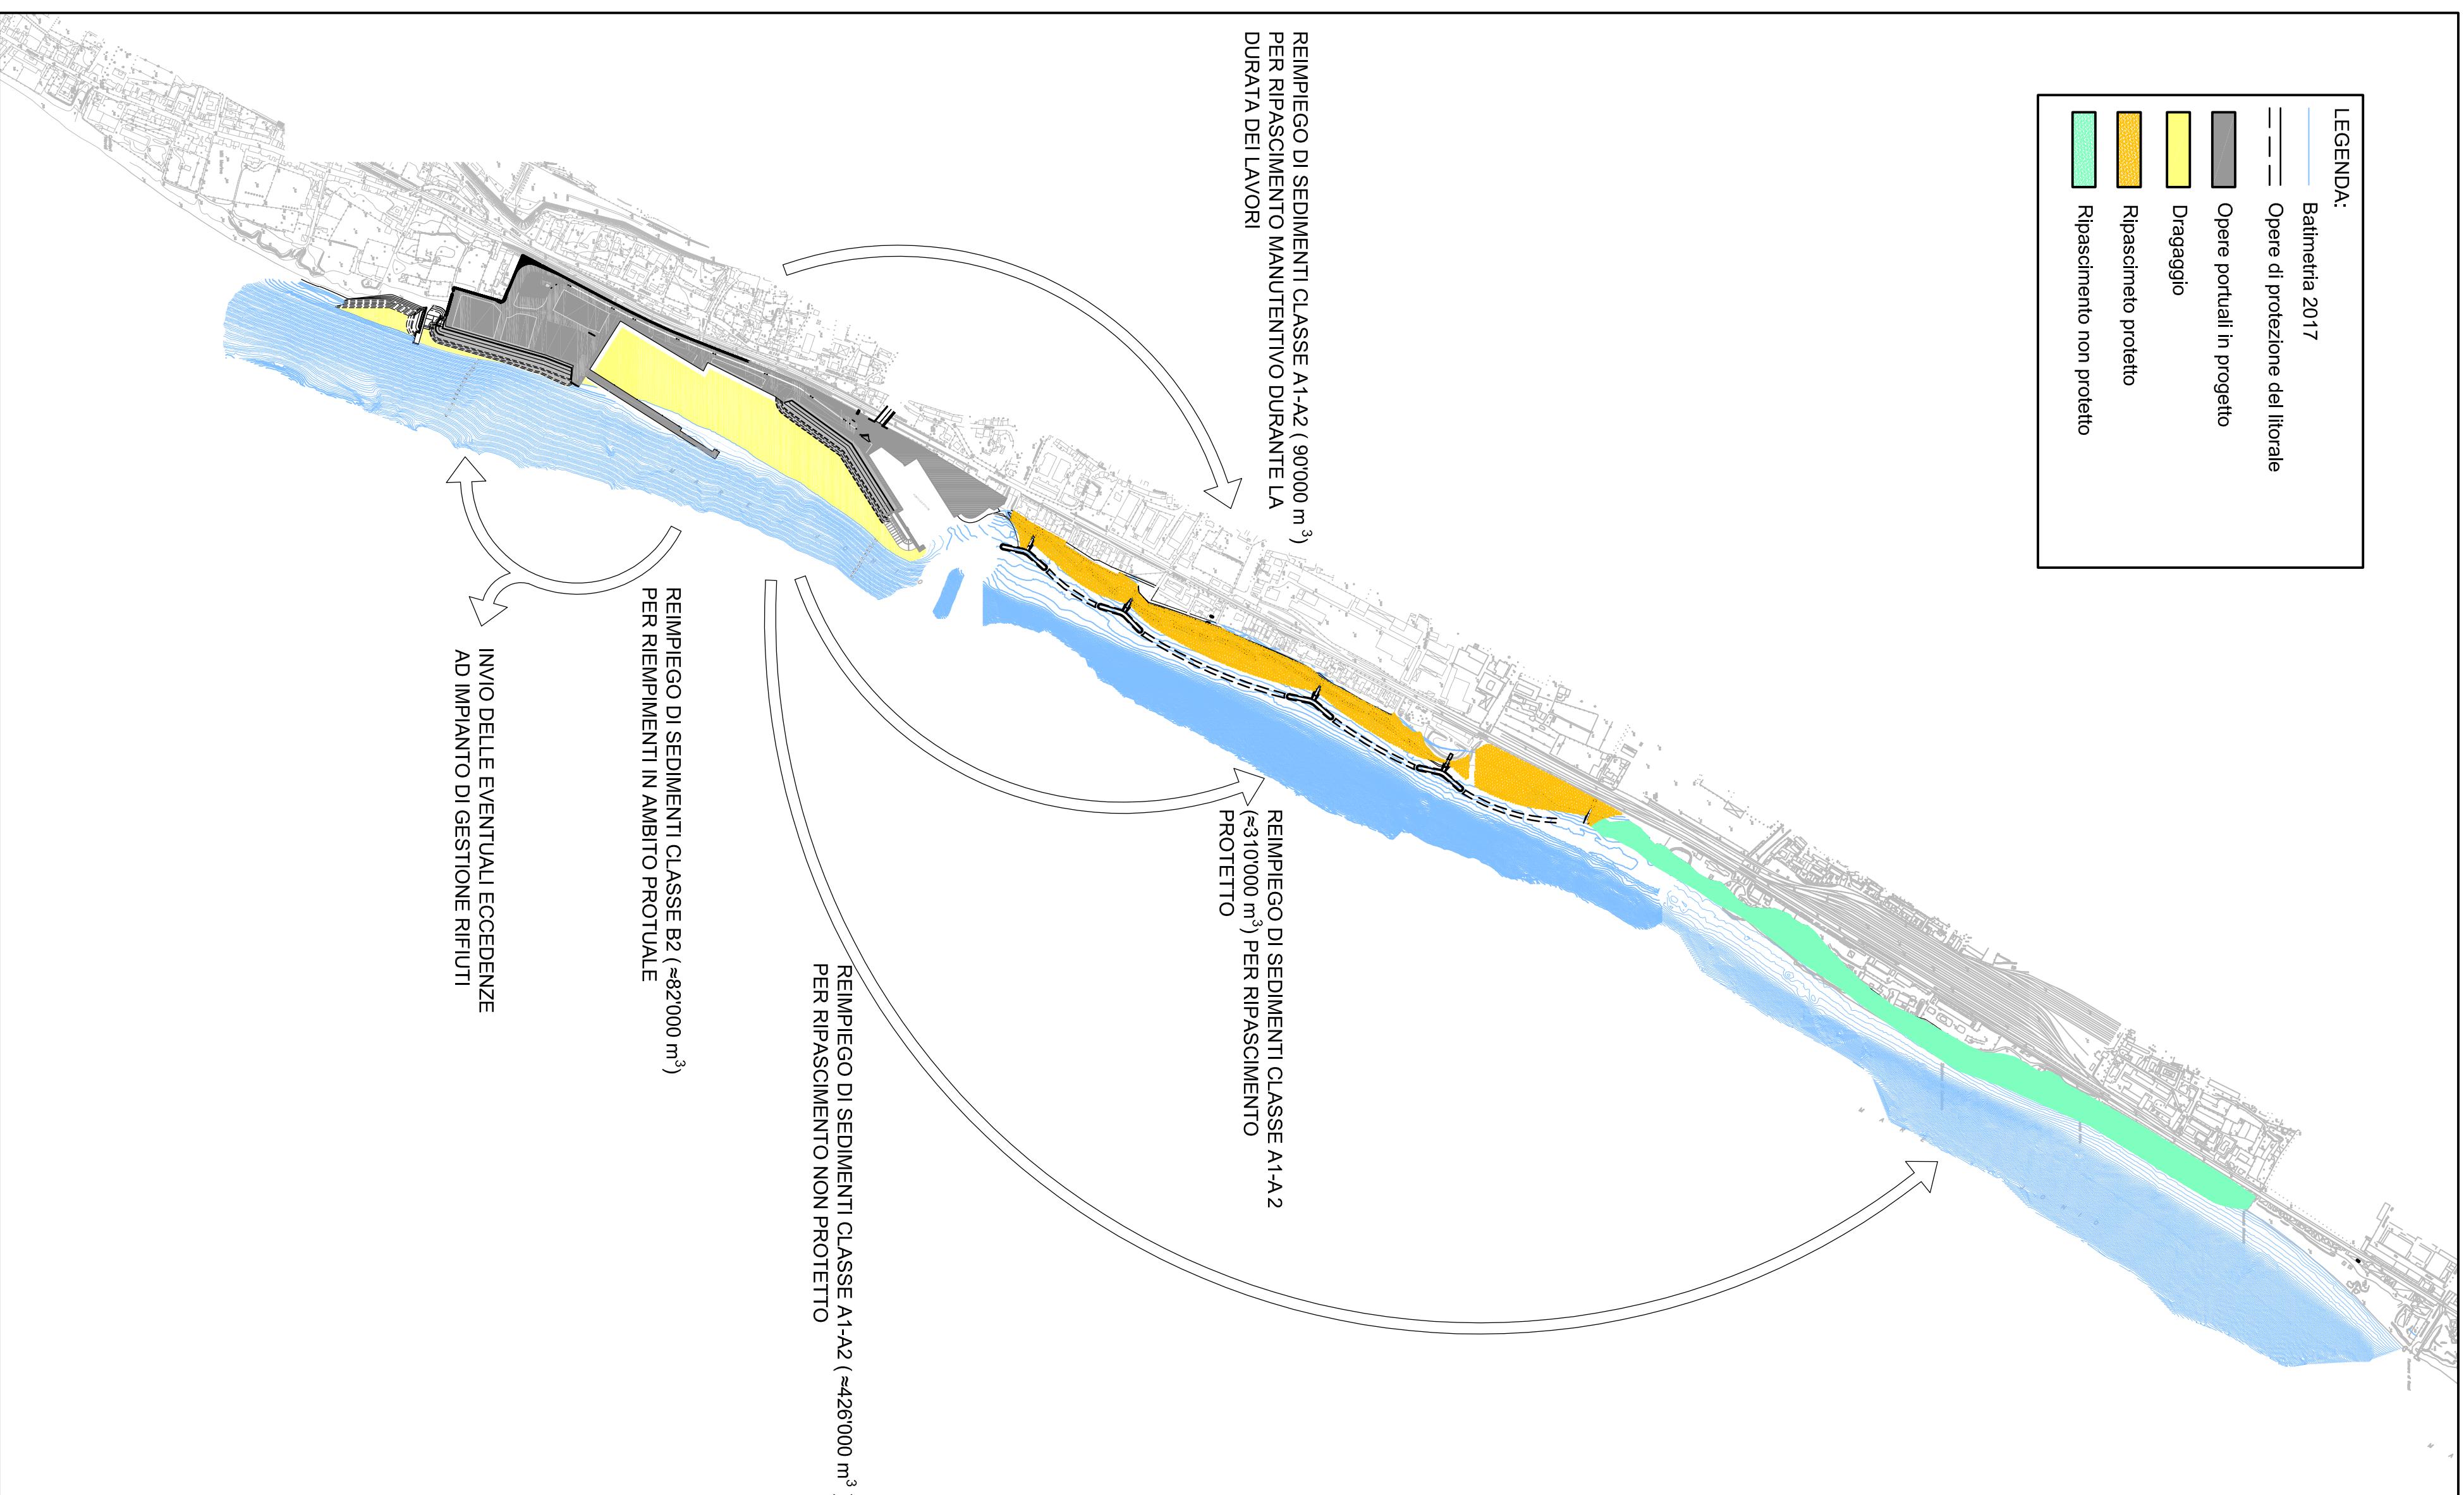 LEGENDA:
Batimetria 2017
Opere di protezione del litorale
Opere portuali in progetto
Dragaggio
Ripascimeto protetto
Ripascimento non protetto
REIMPIEGO DI SEDIMENTI CLASSE A1-A2 ( 90'000 m³)
PER RIPASCIMENTO MANUTENTIVO DURANTE LA
DURATA DEI LAVORI
REIMPIEGO DI SEDIMENTI CLASSE A1-A 2
(≈310'000 m³) PER RIPASCIMENTO
PROTETTO
REIMPIEGO DI SEDIMENTI CLASSE A1-A2 ( ≈426'000 m³
PER RIPASCIMENTO NON PROTETTO
REIMPIEGO DI SEDIMENTI CLASSE B2 ( ≈82'000 m³)
PER RIEMPIMENTI IN AMBITO PROTUALE
INVIO DELLE EVENTUALI ECCEDENZE
AD IMPIANTO DI GESTIONE RIFIUTI